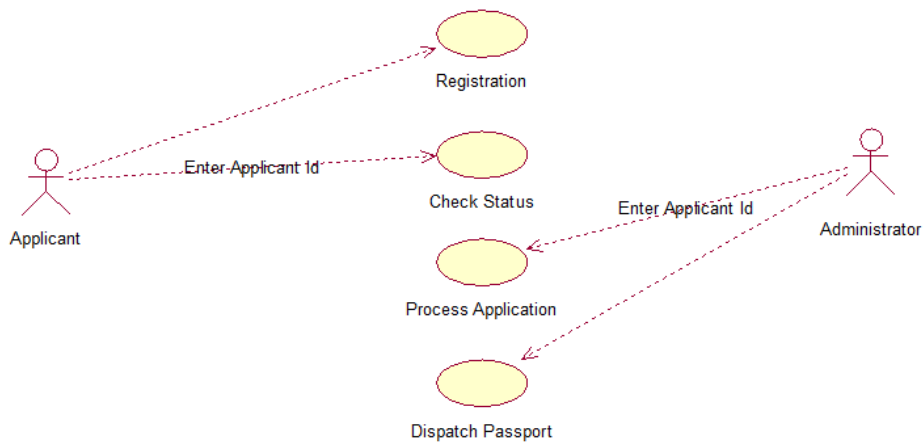 Registration
Enter Applicant Id
Check Status
Applicant
Enter Applicant Id
Administrator
Process Application
Dispatch Passport